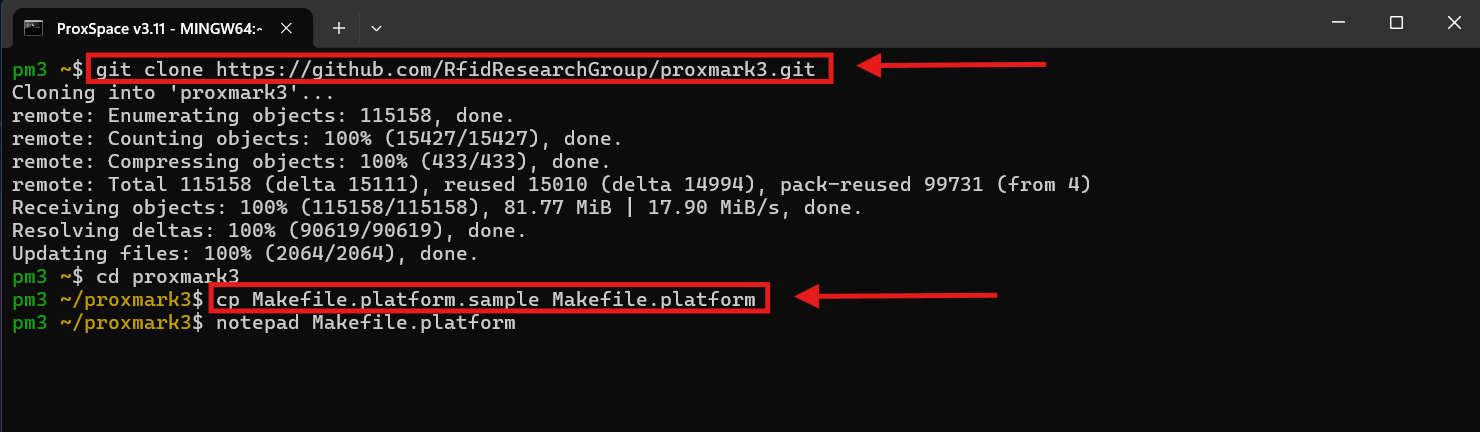 ProxSpace v3.11 - MINGW64:~
pm3 ~$ git clone https://github.com/RfidResearchGroup/proxmark3.git
Cloning into 'proxmark3'...
remote: Enumerating objects: 115158, done.
remote: Counting objects: 100% (15427/15427), done.
remote: Compressing objects: 100% (433/433), done.
remote: Total 115158 (delta 15111), reused 15010 (delta 14994), pack-reused 99731 (from 4)
Receiving objects: 100% (115158/115158), 81.77 MiB | 17.90 MiB/s, done.
Resolving deltas: 100% (90619/90619), done.
Updating files: 100% (2064/2064), done.
pm3 ~$ cd proxmark3
pm3 ~/proxmark3$ cp Makefile.platform.sample Makefile.platform
pm3 ~/proxmark3$ notepad Makefile.platform